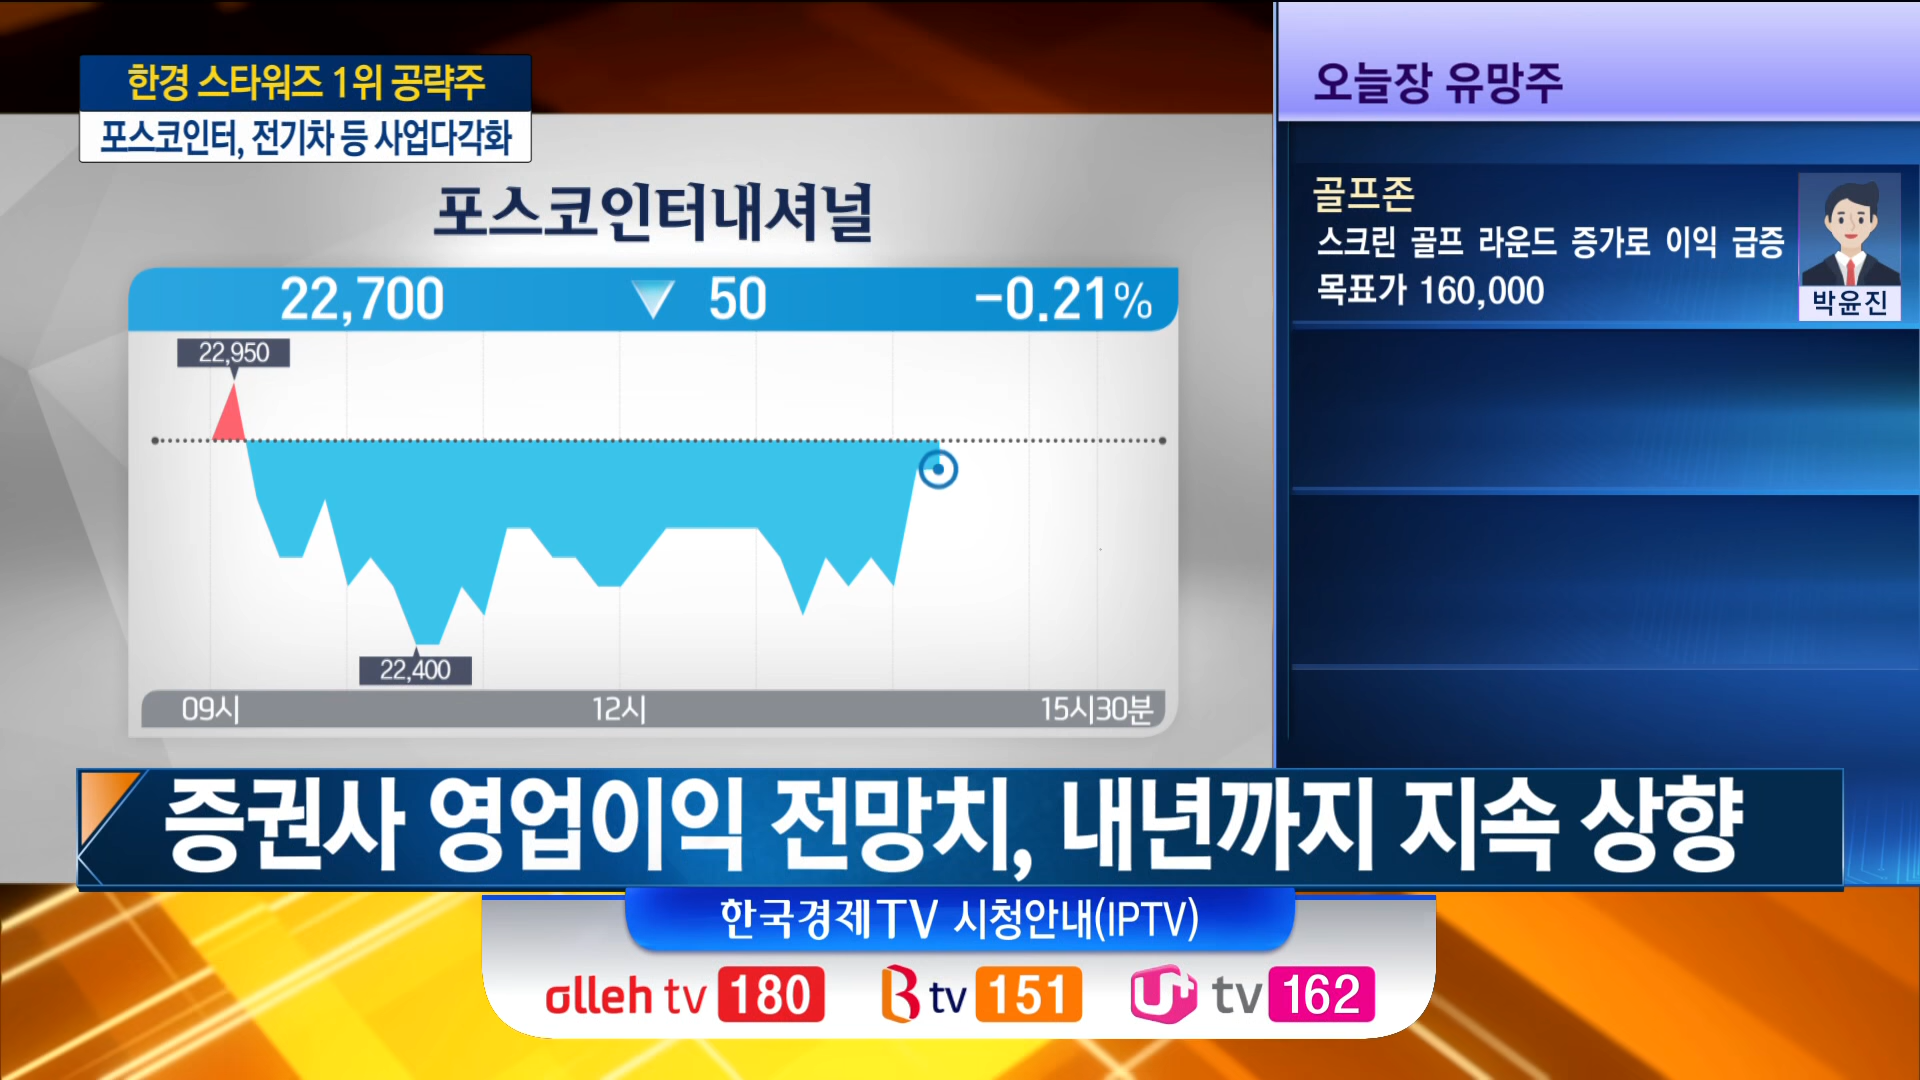 한경 스타워즈 1위 공략주
포스코인터, 전기차 등 사업다각화
포스코인터내셔널
22,700 ▼ 50 -0.21%
22,950
22,400
09시 12시 15시30분
오늘장 유망주
골프존
스크린 골프 라운드 증가로 이익 급증
목표가 160,000
박윤진
증권사 영업이익 전망치, 내년까지 지속 상향
한국경제TV 시청안내(IPTV)
olleh tv 180 B tv 151 U+ tv 162